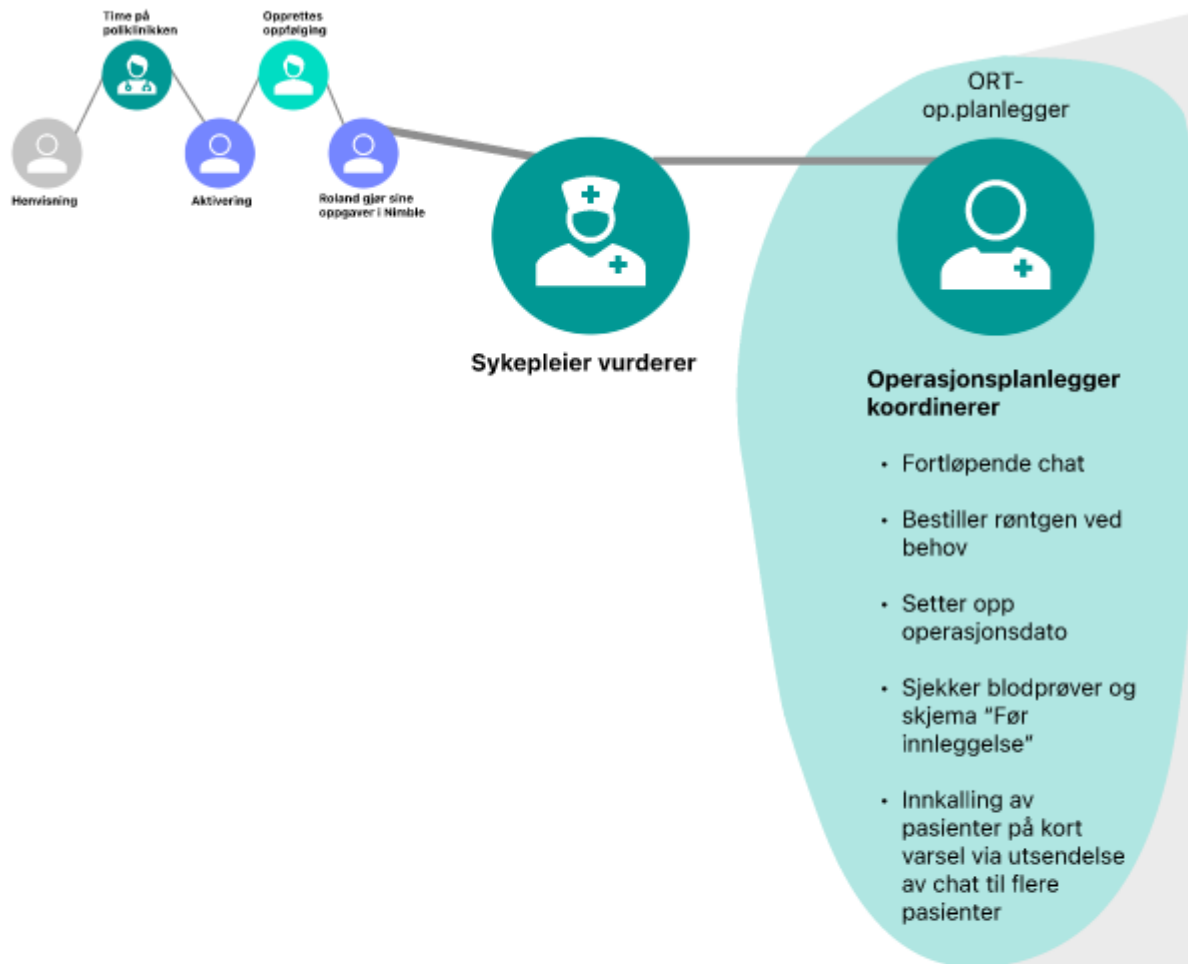 Time på
poliklinikken
Opprettes
oppfølging
Henvisning
Aktivering
Roland gjør sine
oppgaver i Nimble
Sykepleier vurderer
ORT-
op.planlegger
Operasjonsplanlegger
koordinerer
• Fortløpende chat
• Bestiller røntgen ved
behov
• Setter opp
operasjonsdato
• Sjekker blodprøver og
skjema "Før
innleggelse"
• Innkalling av
pasienter på kort
varsel via utsendelse
av chat til flere
pasienter